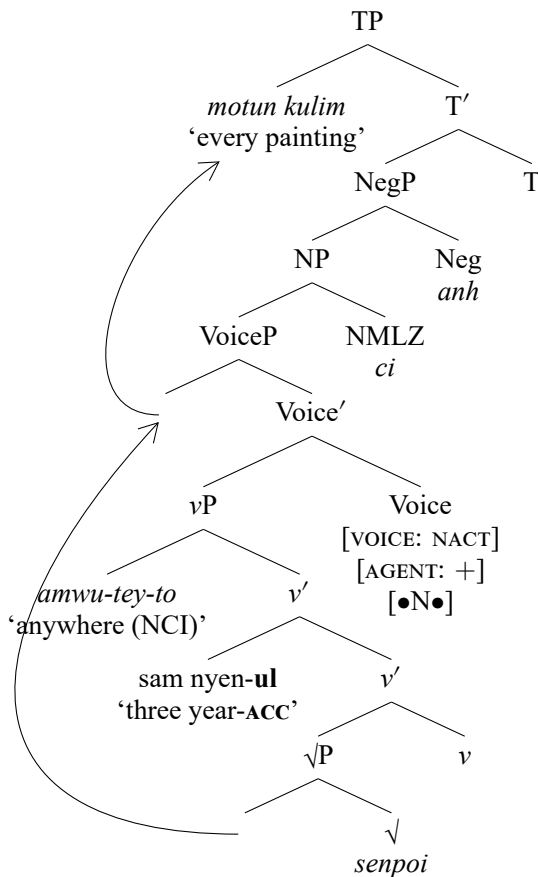 TP
motun kulim
T′
‘every painting’
NegP
T
NP
Neg
anh
VoiceP
NMLZ
ci
Voice′
vP
Voice
[VOICE: NACT]
[AGENT: +]
[●N●]
amwu-tey-to
v′
‘anywhere (NCI)’
sam nyen-ul
v′
‘three year-ACC’
√P
v
√
senpoi